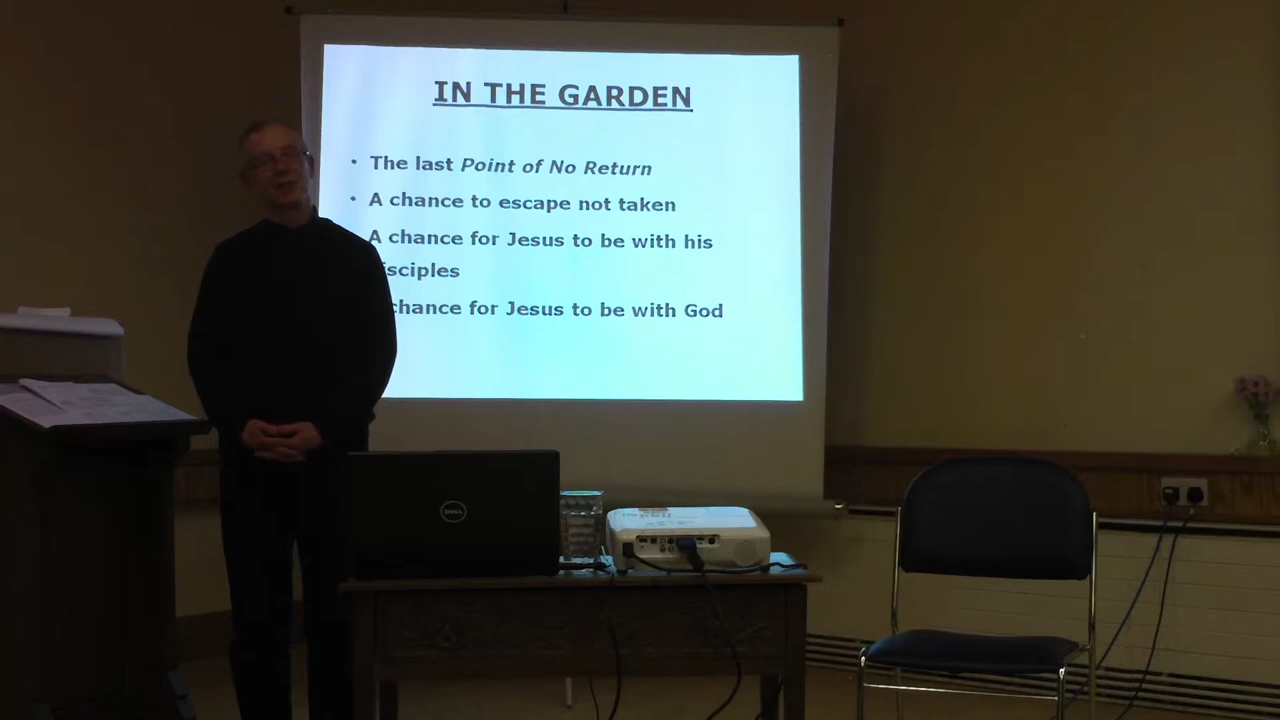 IN THE GARDEN
• The last Point of No Return
• A chance to escape not taken
A chance for Jesus to be with his
isciples
chance for Jesus to be with God
DELL